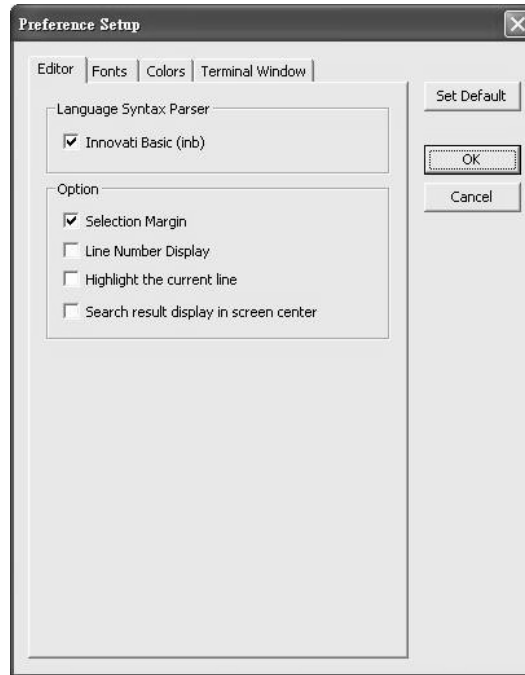 Preference Setup
Editor Fonts Colors Terminal Window
Language Syntax Parser
Innovati Basic (inb)
Option
Selection Margin
Line Number Display
Highlight the current line
Search result display in screen center
Set Default
OK
Cancel